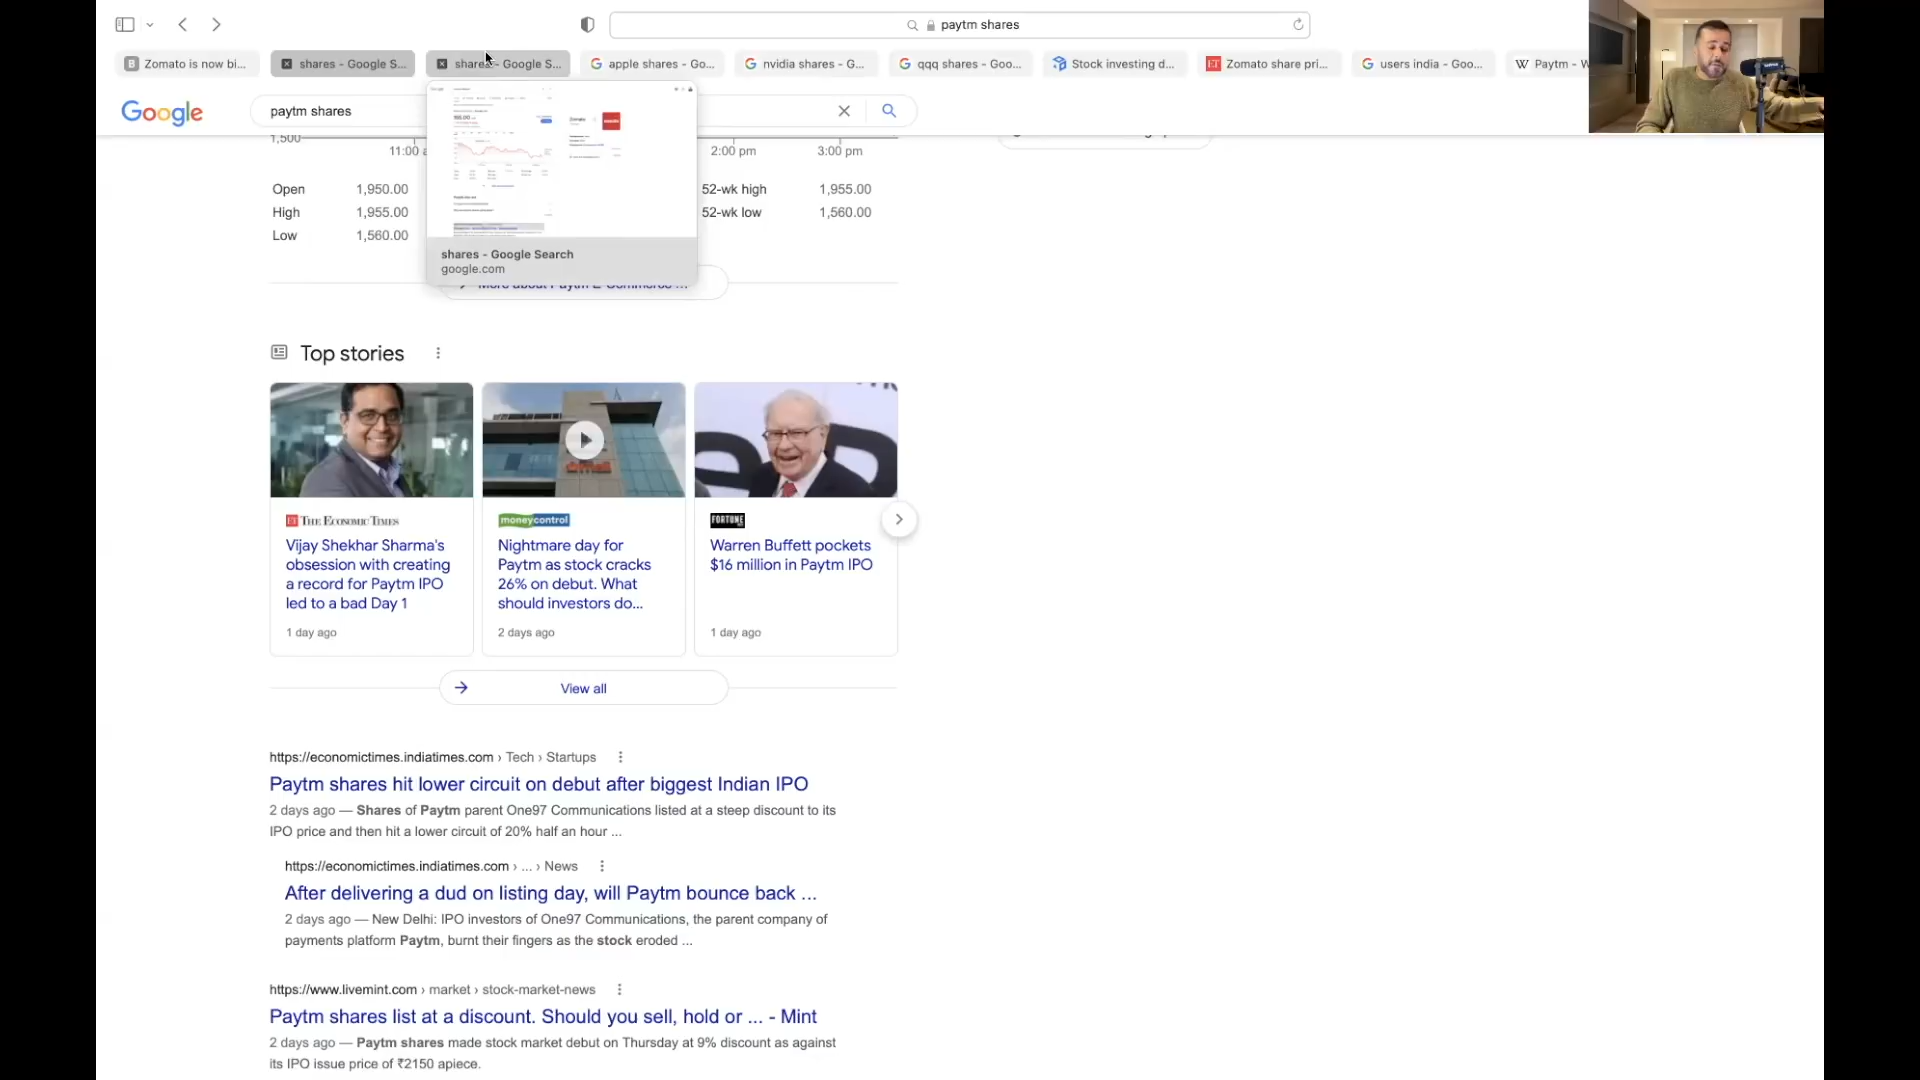 paytm shares
Zomato is now bi...
shares - Google S...
shares - Google S...
apple shares - Go...
nvidia shares - G...
qqq shares - Goo...
Stock investing d...
Zomato share pri...
users india - Goo...
Paytm - W
Google
paytm shares
1,500
11:00 a
2:00 pm
3:00 pm
Open 1,950.00
52-wk high 1,955.00
High 1,955.00
52-wk low 1,560.00
Low 1,560.00
shares - Google Search
google.com
More about Paytm E-Commerce ...
Top stories
THE ECONOMIC TIMES
Vijay Shekhar Sharma's
obsession with creating
a record for Paytm IPO
led to a bad Day 1
1 day ago
moneycontrol
Nightmare day for
Paytm as stock cracks
26% on debut. What
should investors do...
2 days ago
FORTUNE
Warren Buffett pockets
$16 million in Paytm IPO
1 day ago
View all
https://economictimes.indiatimes.com › Tech › Startups
Paytm shares hit lower circuit on debut after biggest Indian IPO
2 days ago — Shares of Paytm parent One97 Communications listed at a steep discount to its
IPO price and then hit a lower circuit of 20% half an hour ...
https://economictimes.indiatimes.com › ... › News
After delivering a dud on listing day, will Paytm bounce back ...
2 days ago — New Delhi: IPO investors of One97 Communications, the parent company of
payments platform Paytm, burnt their fingers as the stock eroded ...
https://www.livemint.com › market › stock-market-news
Paytm shares list at a discount. Should you sell, hold or ... - Mint
2 days ago — Paytm shares made stock market debut on Thursday at 9% discount as against
its IPO issue price of ₹2150 apiece.